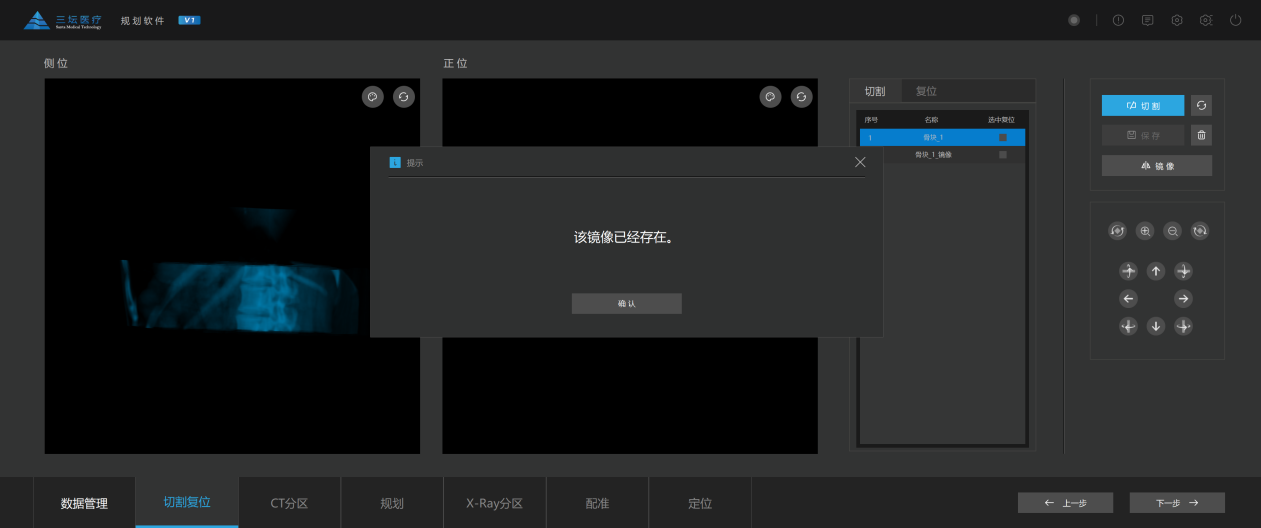 三坛医疗
Santan Medical Technology
规划软件
V1
侧位
正位
切割
复位
切割
保存
镜像
序号 名称 选中复位
1 骨块_1
骨块_1_镜像
提示
该镜像已经存在。
确认
数据管理
切割复位
CT分区
规划
X-Ray分区
配准
定位
← 上一步
下一步 →